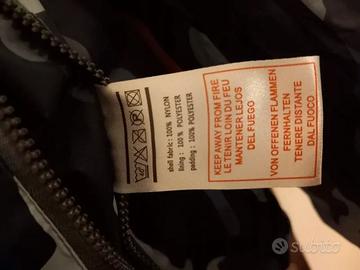 shell fabric: 100% NYLON
lining : 100 % POLYESTER
padding : 100% POLYESTER
KEEP AWAY FROM FIRE
LE TENIR LOIN DU FEU
MANTENER LEJOS
DEL FUEGO
VON OFFENEN FLAMMEN
FERNHALTEN
TENERE DISTANTE
DAL FUOCO
subito